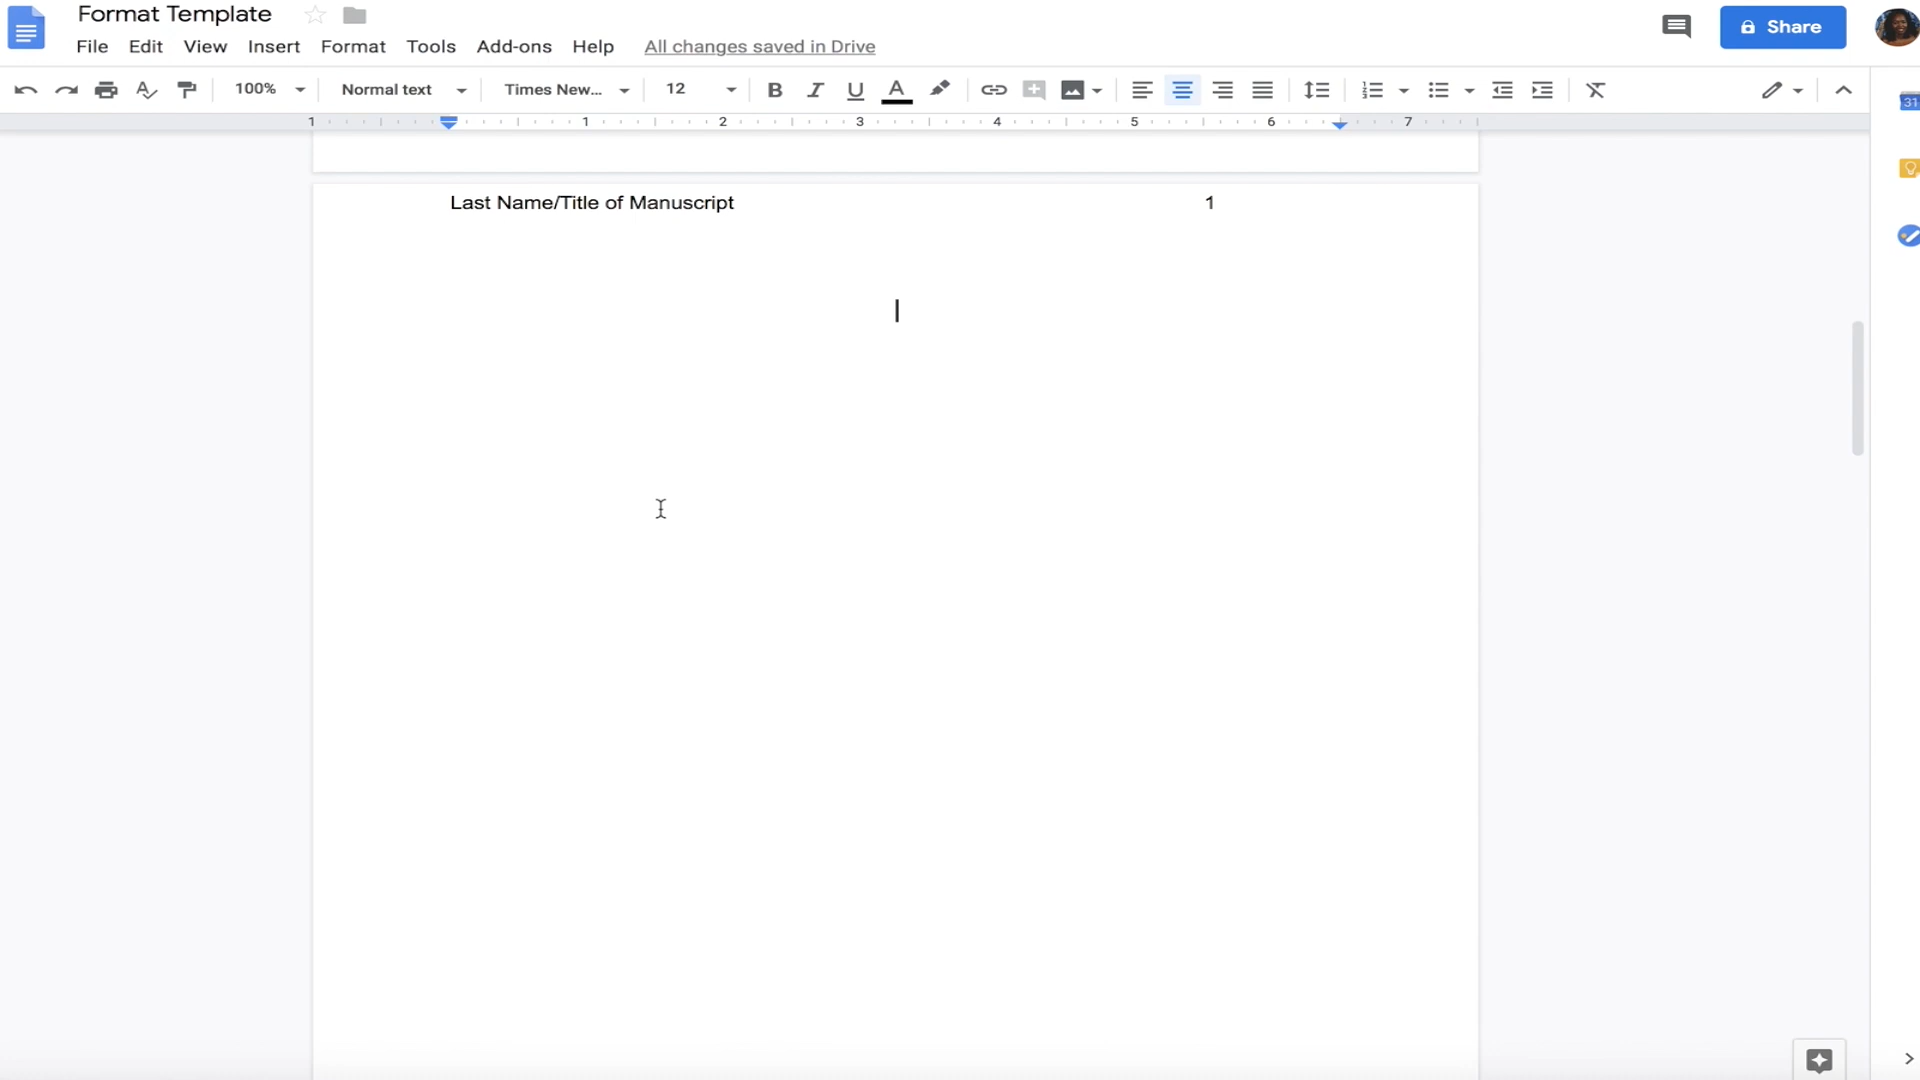 Format Template
File Edit View Insert Format Tools Add-ons Help All changes saved in Drive
Share
100% Normal text Times New... 12 B I U A
31
1 1 2 3 4 5 6 7
Last Name/Title of Manuscript 1